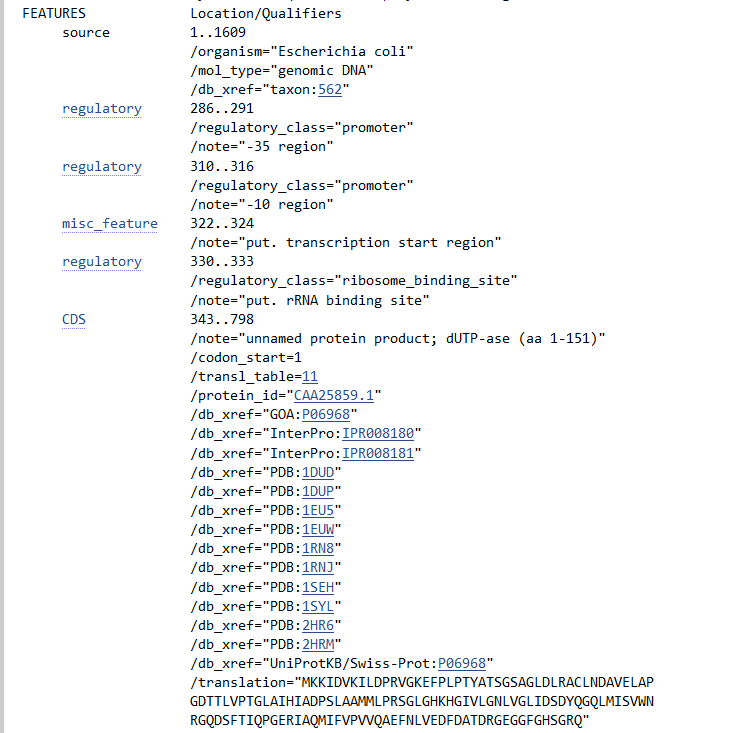 FEATURES Location/Qualifiers
source 1..1609
/organism="Escherichia coli"
/mol_type="genomic DNA"
/db_xref="taxon:562"
regulatory 286..291
/regulatory_class="promoter"
/note="-35 region"
regulatory 310..316
/regulatory_class="promoter"
/note="-10 region"
misc_feature 322..324
/note="put. transcription start region"
regulatory 330..333
/regulatory_class="ribosome_binding_site"
/note="put. rRNA binding site"
CDS 343..798
/note="unnamed protein product; dUTP-ase (aa 1-151)"
/codon_start=1
/transl_table=11
/protein_id="CAA25859.1"
/db_xref="GOA:P06968"
/db_xref="InterPro:IPR008180"
/db_xref="InterPro:IPR008181"
/db_xref="PDB:1DUD"
/db_xref="PDB:1DUP"
/db_xref="PDB:1EU5"
/db_xref="PDB:1EUW"
/db_xref="PDB:1RN8"
/db_xref="PDB:1RNJ"
/db_xref="PDB:1SEH"
/db_xref="PDB:1SYL"
/db_xref="PDB:2HR6"
/db_xref="PDB:2HRM"
/db_xref="UniProtKB/Swiss-Prot:P06968"
/translation="MKKIDVKILDPRVGKEFPLPTYATSGSAGLDLRACLNDAVELAP
GDTTLVPTGLAIHIADPSLAAMMLPRSGLGHKHGIVLGNLVGLIDSDYQGQLMISVWN
RGQDSFTIQPGERIAQMIFVPVVQAEFNLVEDFDATDRGEGGFGHSGRQ"